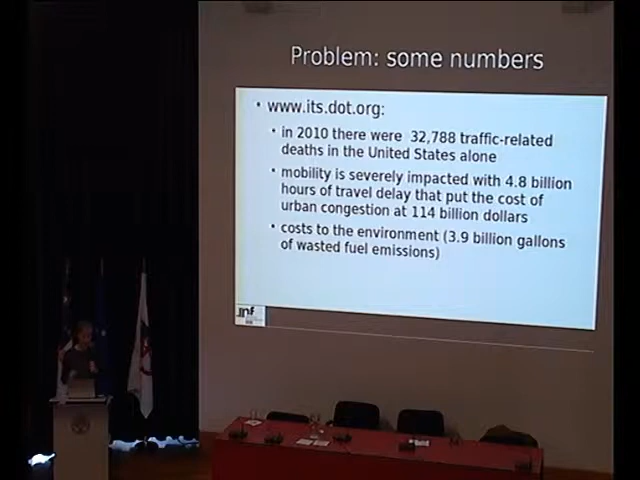 Problem: some numbers
• www.its.dot.org:
• in 2010 there were 32,788 traffic-related
deaths in the United States alone
• mobility is severely impacted with 4.8 billion
hours of travel delay that put the cost of
urban congestion at 114 billion dollars
• costs to the environment (3.9 billion gallons
of wasted fuel emissions)
inf